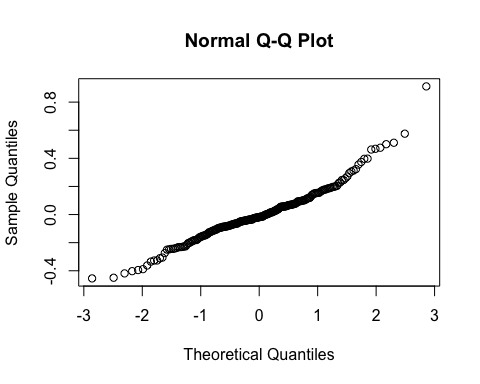 Normal Q-Q Plot
Sample Quantiles
0.8
0.4
0.0
-0.4
-3 -2 -1 0 1 2 3
Theoretical Quantiles